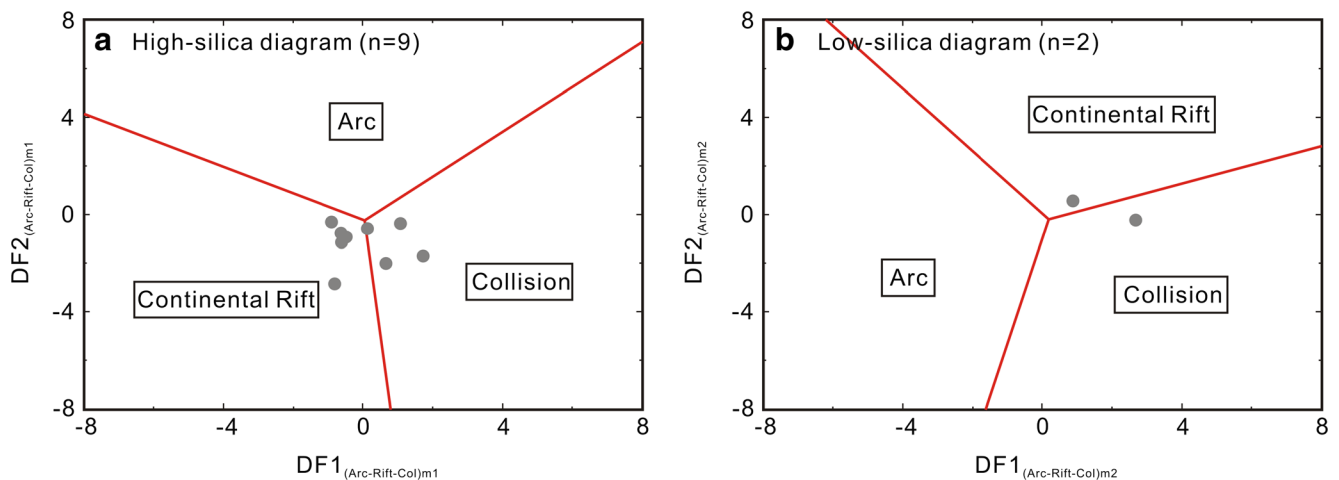 a High-silica diagram (n=9)
8
4
0
-4
-8
-8
-4
0
4
8
Arc
Continental Rift
Collision
DF2(Arc-Rift-Col)m1
DF1(Arc-Rift-Col)m1
b Low-silica diagram (n=2)
8
4
0
-4
-8
-8
-4
0
4
8
Continental Rift
Arc
Collision
DF2(Arc-Rift-Col)m2
DF1(Arc-Rift-Col)m2